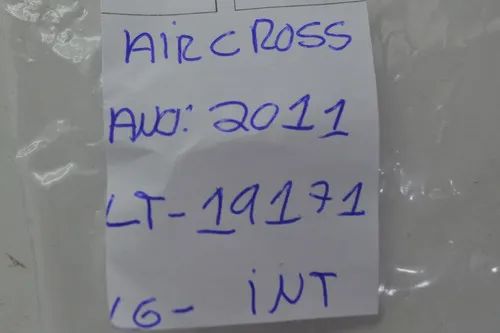 AIRCROSS
ANO: 2011
LT-19171
16- INT